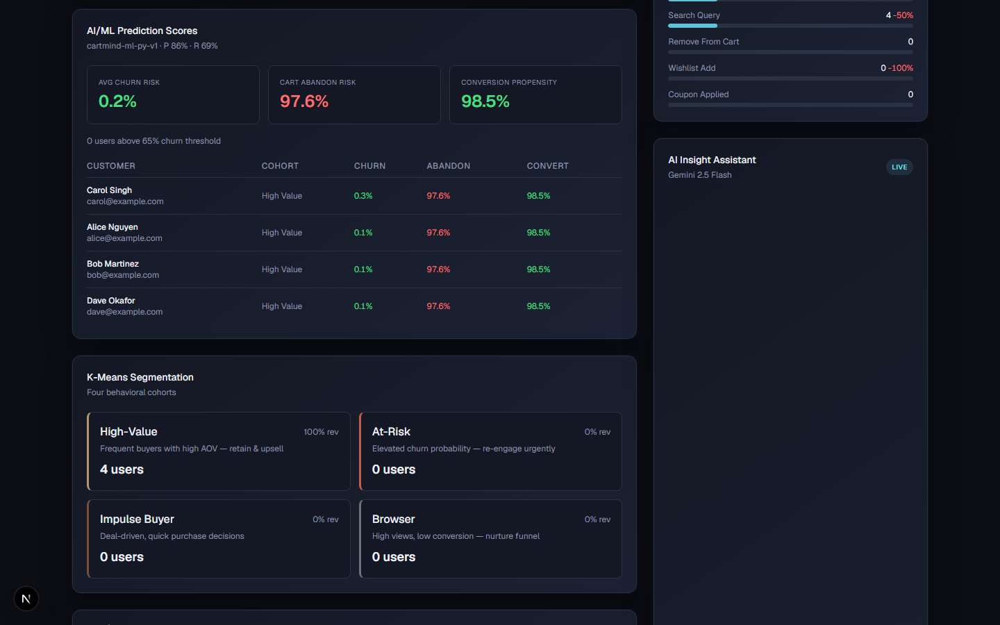 AI/ML Prediction Scores
cartmind-ml-py-v1 · P 86% · R 69%
AVG CHURN RISK
0.2%
CART ABANDON RISK
97.6%
CONVERSION PROPENSITY
98.5%
0 users above 65% churn threshold
CUSTOMER COHORT CHURN ABANDON CONVERT
Carol Singh
carol@example.com
High Value 0.3% 97.6% 98.5%
Alice Nguyen
alice@example.com
High Value 0.1% 97.6% 98.5%
Bob Martinez
bob@example.com
High Value 0.1% 97.6% 98.5%
Dave Okafor
dave@example.com
High Value 0.1% 97.6% 98.5%
K-Means Segmentation
Four behavioral cohorts
High-Value 100% rev
Frequent buyers with high AOV — retain & upsell
4 users
At-Risk 0% rev
Elevated churn probability — re-engage urgently
0 users
Impulse Buyer 0% rev
Deal-driven, quick purchase decisions
0 users
Browser 0% rev
High views, low conversion — nurture funnel
0 users
Search Query 4 -50%
Remove From Cart 0
Wishlist Add 0 -100%
Coupon Applied 0
AI Insight Assistant
Gemini 2.5 Flash
LIVE
N